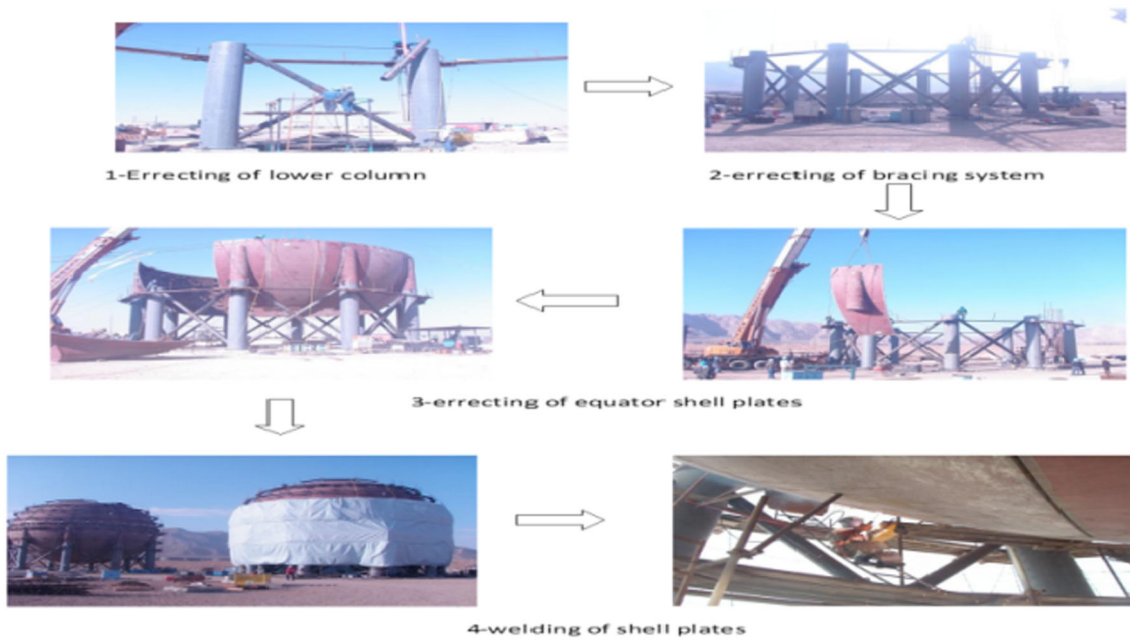 1-Errecting of lower column
2-errecting of bracing system
3-errecting of equator shell plates
4-welding of shell plates